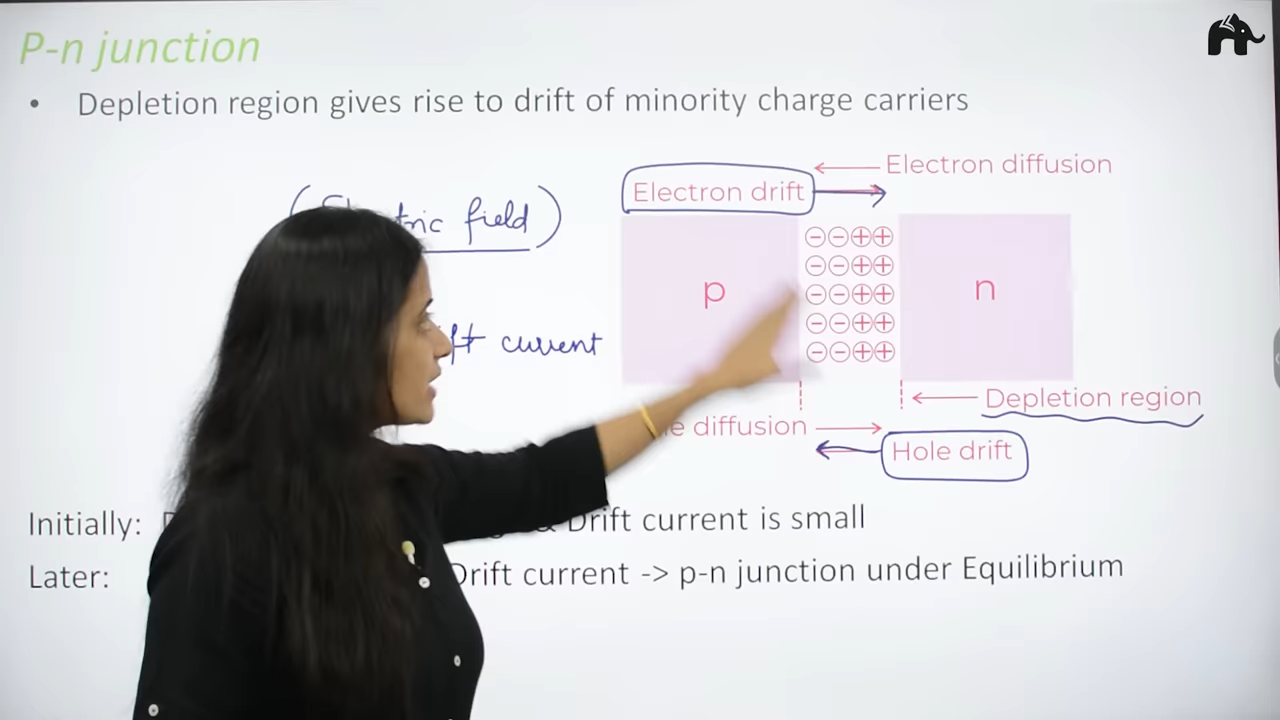 P-n junction
• Depletion region gives rise to drift of minority charge carriers
Electron diffusion
Electron drift
field)
current
⊖⊖⊕⊕
⊖⊖⊕⊕
p ⊖⊖⊕⊕ n
⊖⊖⊕⊕
⊖⊖⊕⊕
Depletion region
diffusion
Hole drift
Initially: & Drift current is small
Later: Drift current -> p-n junction under Equilibrium